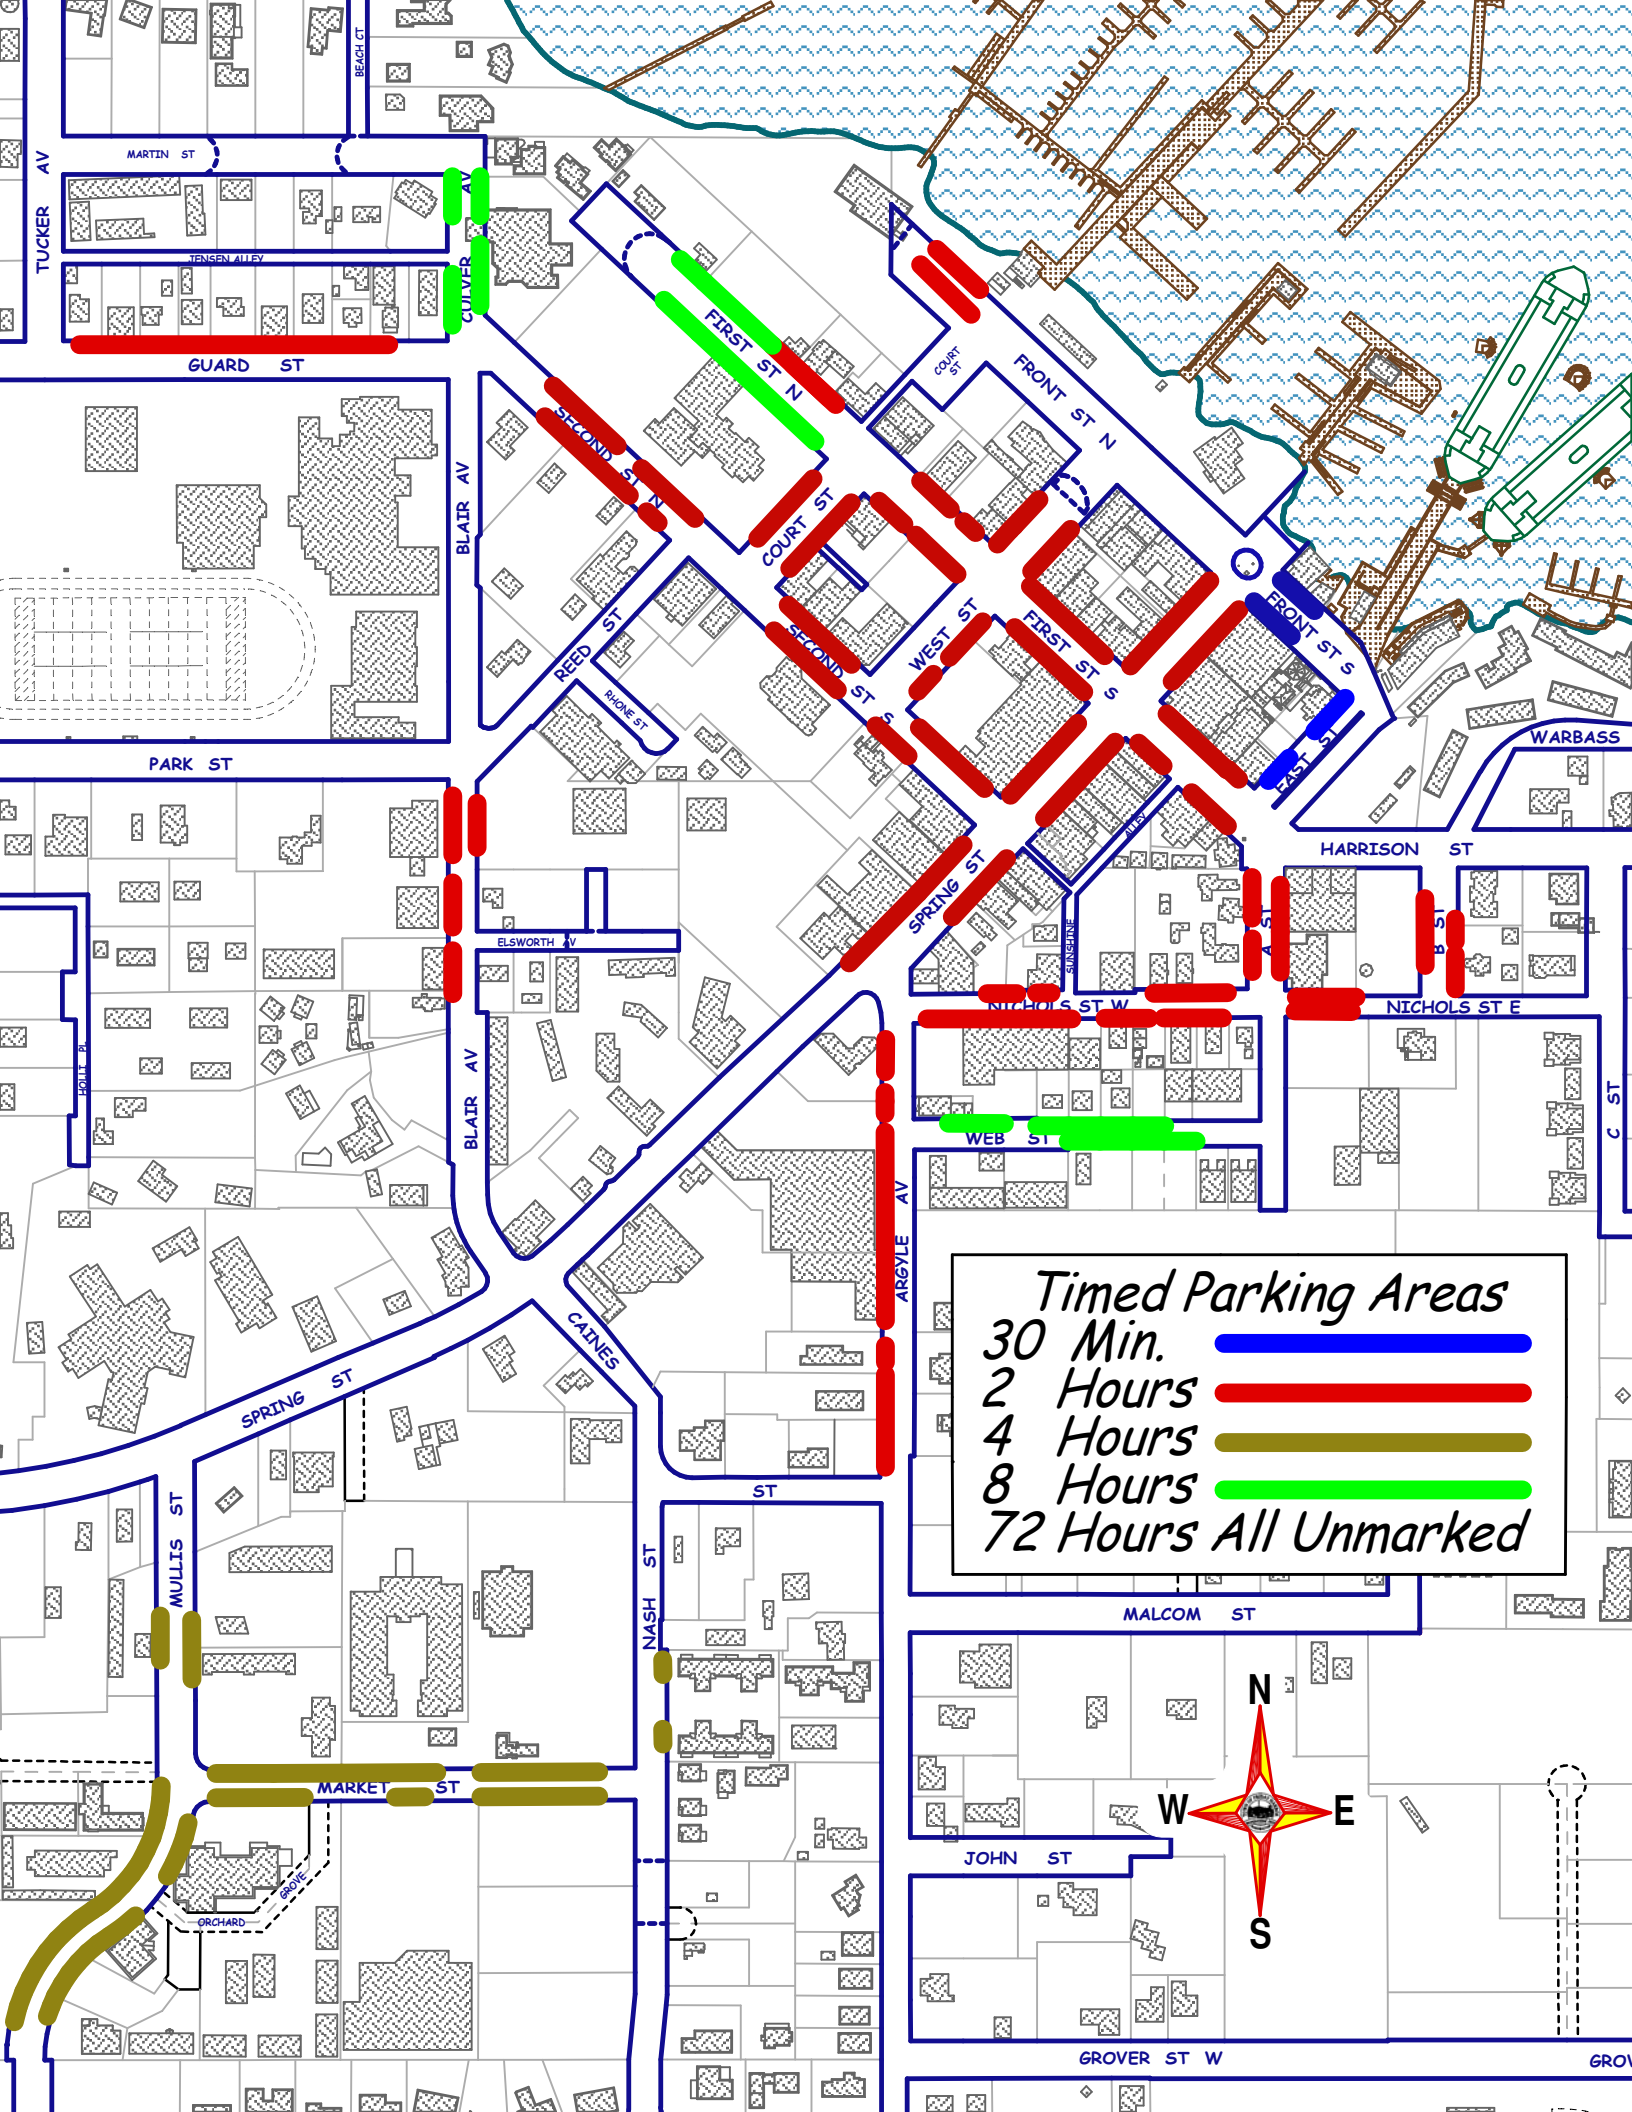 BEACH CT
MARTIN ST
TUCKER AV
JENSEN ALLEY
CULVER AV
GUARD ST
FIRST ST N
COURT ST
FRONT ST N
SECOND ST N
BLAIR AV
COURT ST
WEST ST
FIRST ST S
FRONT ST S
REED ST
SECOND ST S
RHONE ST
PARK ST
EAST ST
WARBASS
ALLEY
HARRISON ST
SPRING ST
SUNSHINE
A ST
B ST
ELSWORTH AV
NICHOLS ST W
NICHOLS ST E
HOLLI PL
BLAIR AV
C ST
WEB ST
ARGYLE AV
Timed Parking Areas
30 Min.
2 Hours
4 Hours
8 Hours
72 Hours All Unmarked
CAINES
SPRING ST
ST
MULLIS ST
NASH ST
MALCOM ST
N
W
E
S
MARKET ST
JOHN ST
GROVE
ORCHARD
GROVER ST W
GROV